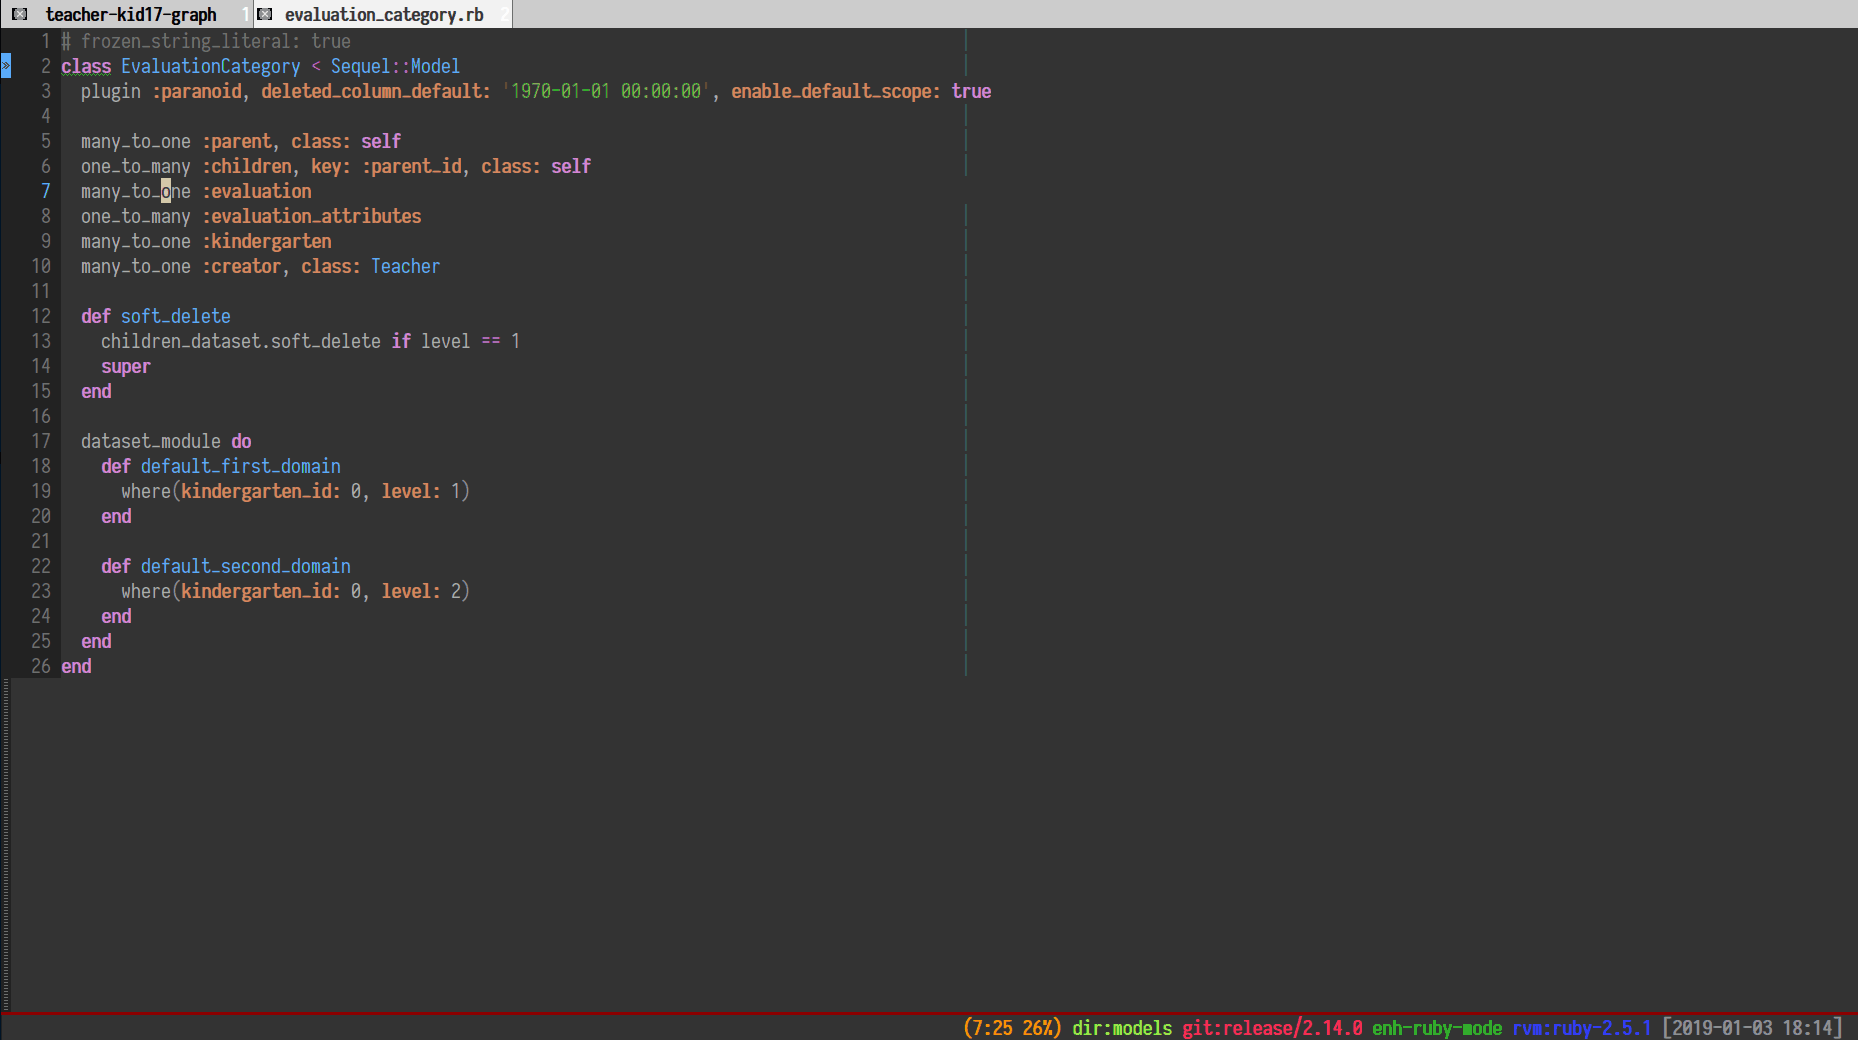 teacher-kid17-graph 1 evaluation_category.rb 2
1 # frozen_string_literal: true
» 2 class EvaluationCategory < Sequel::Model
3 plugin :paranoid, deleted_column_default: '1970-01-01 00:00:00', enable_default_scope: true
4
5 many_to_one :parent, class: self
6 one_to_many :children, key: :parent_id, class: self
7 many_to_one :evaluation
8 one_to_many :evaluation_attributes
9 many_to_one :kindergarten
10 many_to_one :creator, class: Teacher
11
12 def soft_delete
13 children_dataset.soft_delete if level == 1
14 super
15 end
16
17 dataset_module do
18 def default_first_domain
19 where(kindergarten_id: 0, level: 1)
20 end
21
22 def default_second_domain
23 where(kindergarten_id: 0, level: 2)
24 end
25 end
26 end
(7:25 26%) dir:models git:release/2.14.0 enh-ruby-mode rvm:ruby-2.5.1 [2019-01-03 18:14]